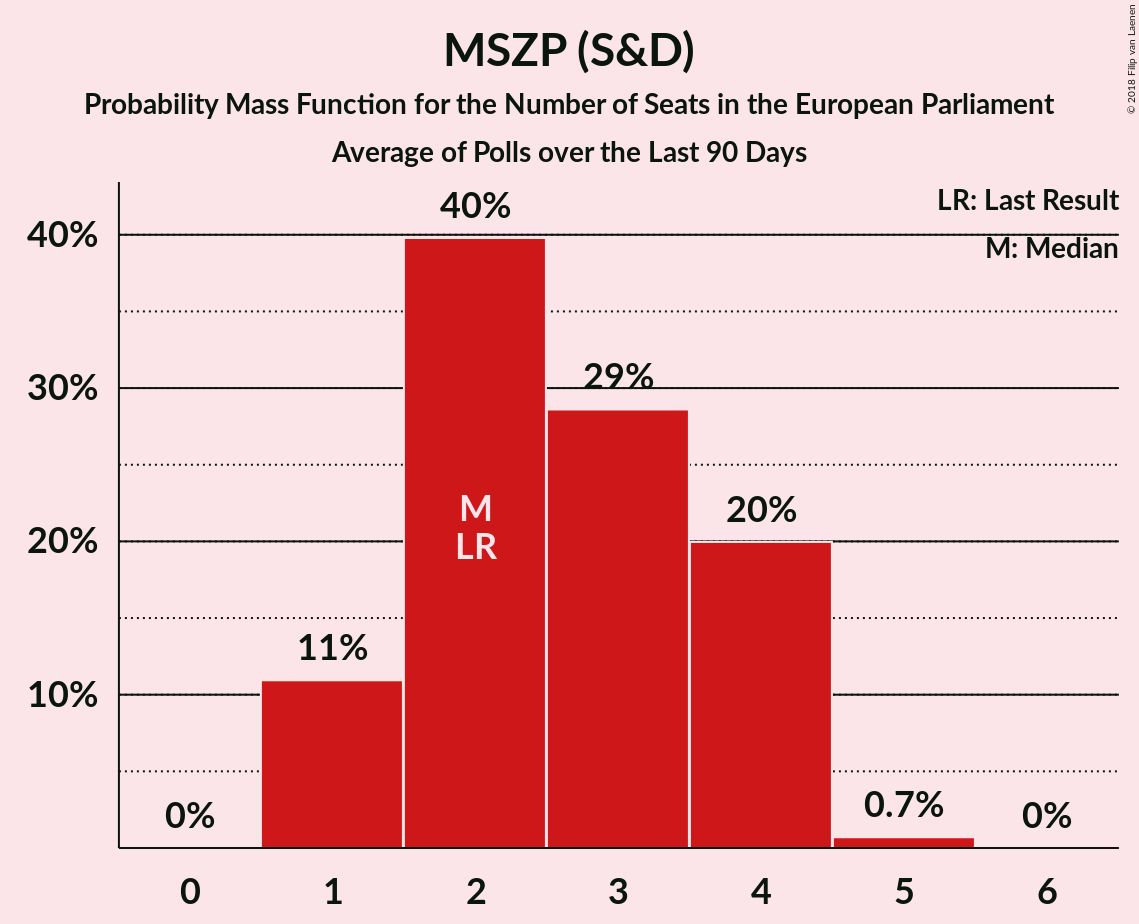 MSZP (S&D)
Probability Mass Function for the Number of Seats in the European Parliament
Average of Polls over the Last 90 Days
© 2018 Filip van Laenen
LR: Last Result
M: Median
40%
30%
20%
10%
0%
11%
40%
M
LR
29%
20%
0.7%
0%
0 1 2 3 4 5 6